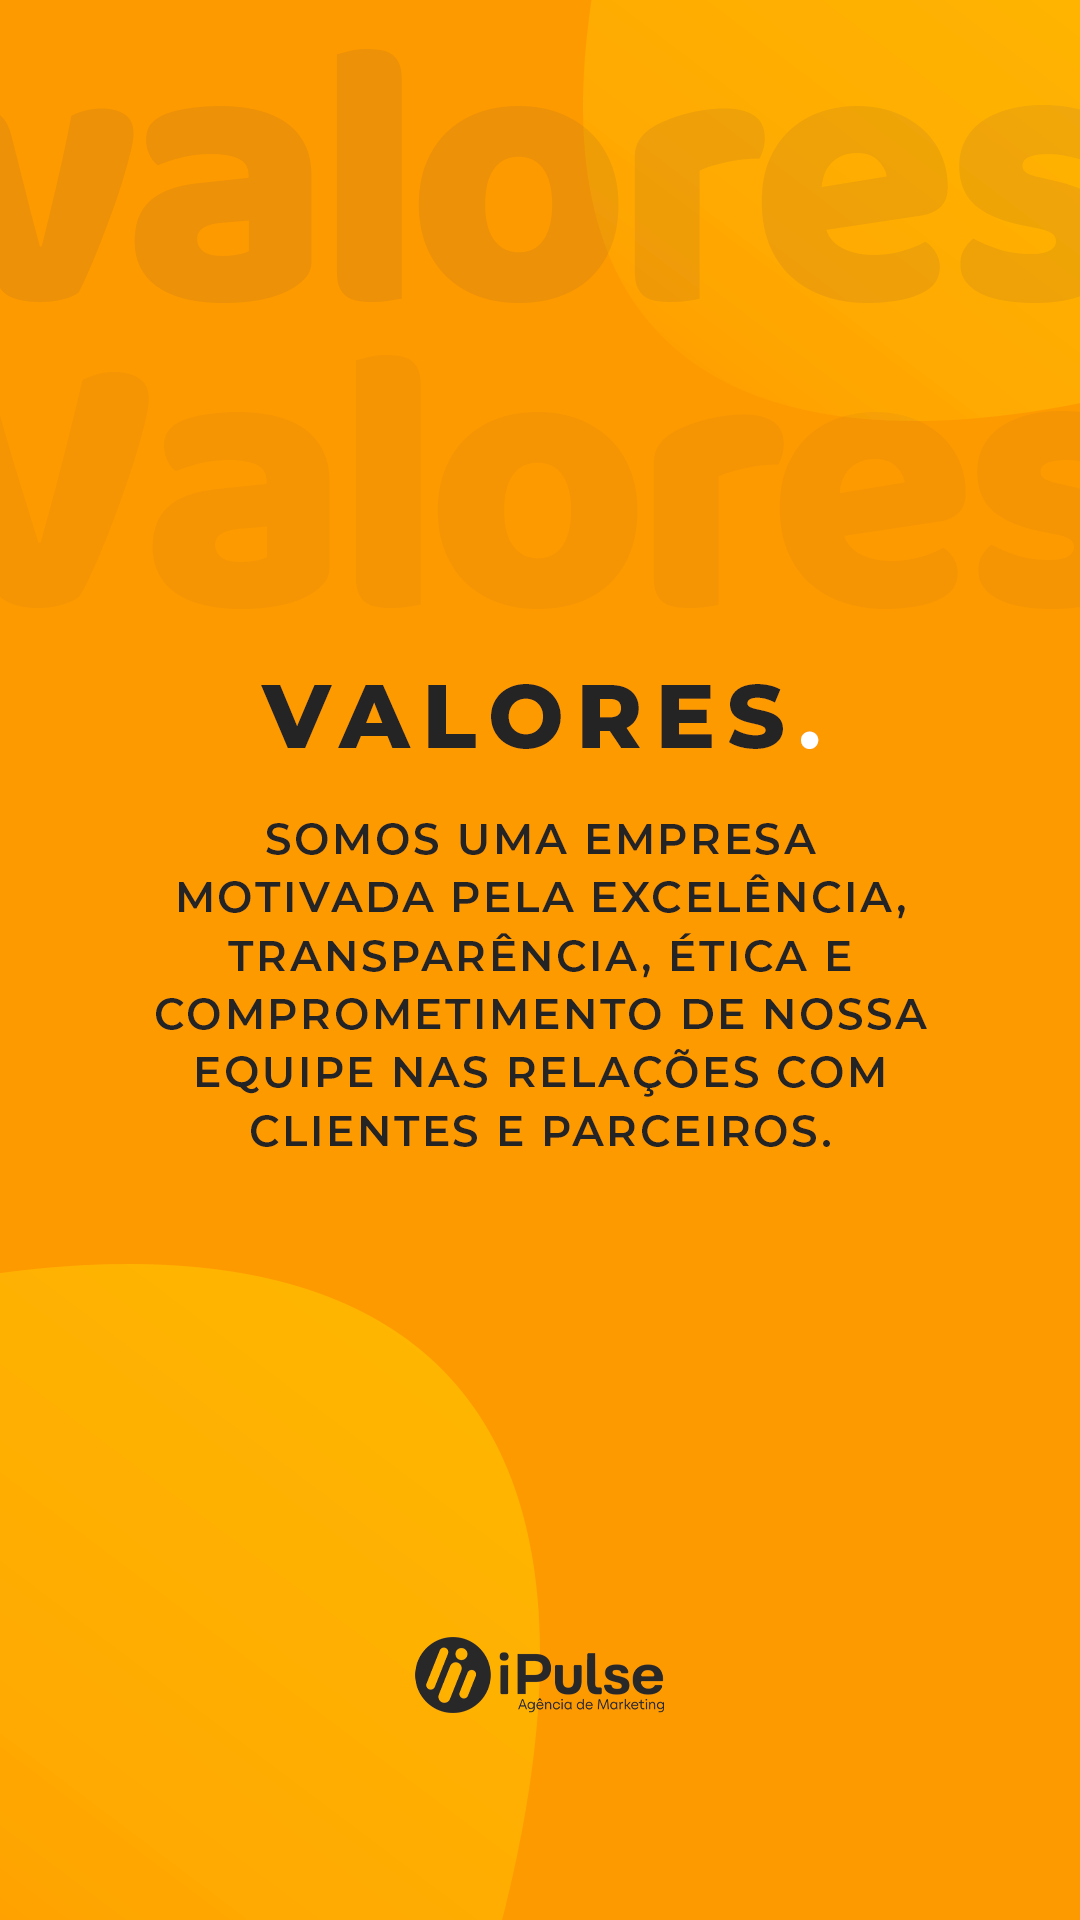 valores
Valores
VALORES.
SOMOS UMA EMPRESA
MOTIVADA PELA EXCELÊNCIA,
TRANSPARÊNCIA, ÉTICA E
COMPROMETIMENTO DE NOSSA
EQUIPE NAS RELAÇÕES COM
CLIENTES E PARCEIROS.
iPulse
Agência de Marketing